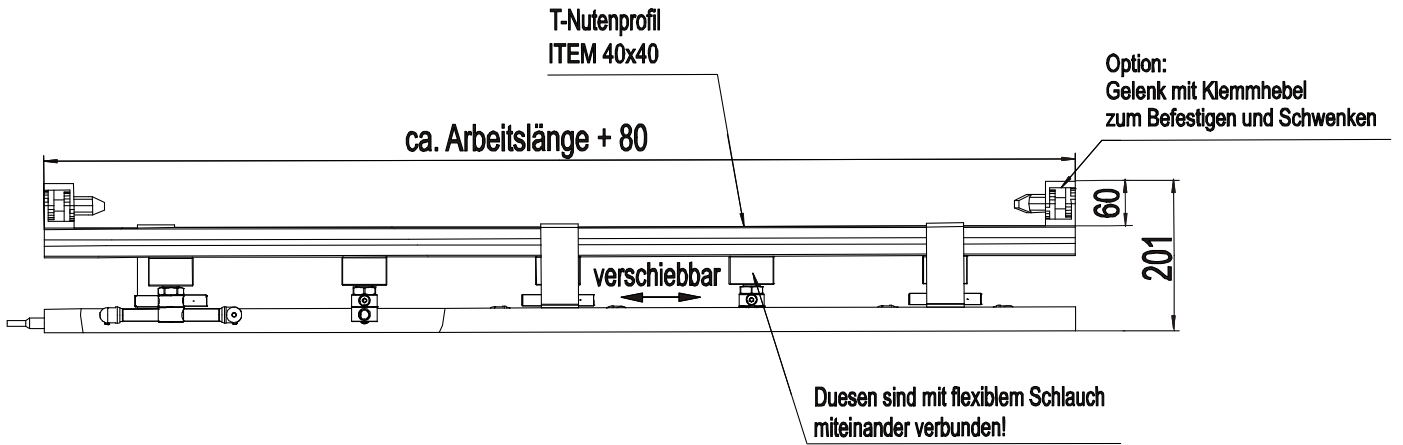 T-Nutenprofil
ITEM 40x40
Option:
Gelenk mit Klemmhebel
zum Befestigen und Schwenken
ca. Arbeitslänge + 80
60
201
verschiebbar
Duesen sind mit flexiblem Schlauch
miteinander verbunden!